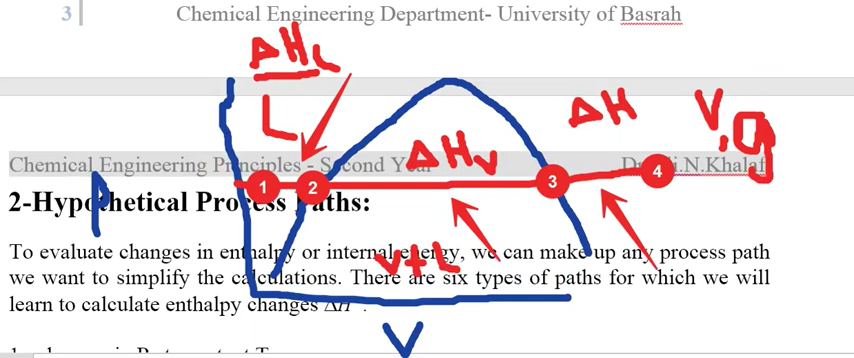 3 | Chemical Engineering Department- University of Basrah
ΔHL
L
ΔH
V,g
ΔHv
Chemical Engineering Principles - Second Year
.N.Khalaf
1 2 3 4
P
2-Hypothetical Process Paths:
To evaluate changes in enthalpy or internal energy, we can make up any process path
V+L
we want to simplify the calculations. There are six types of paths for which we will
learn to calculate enthalpy changes ΔH
V